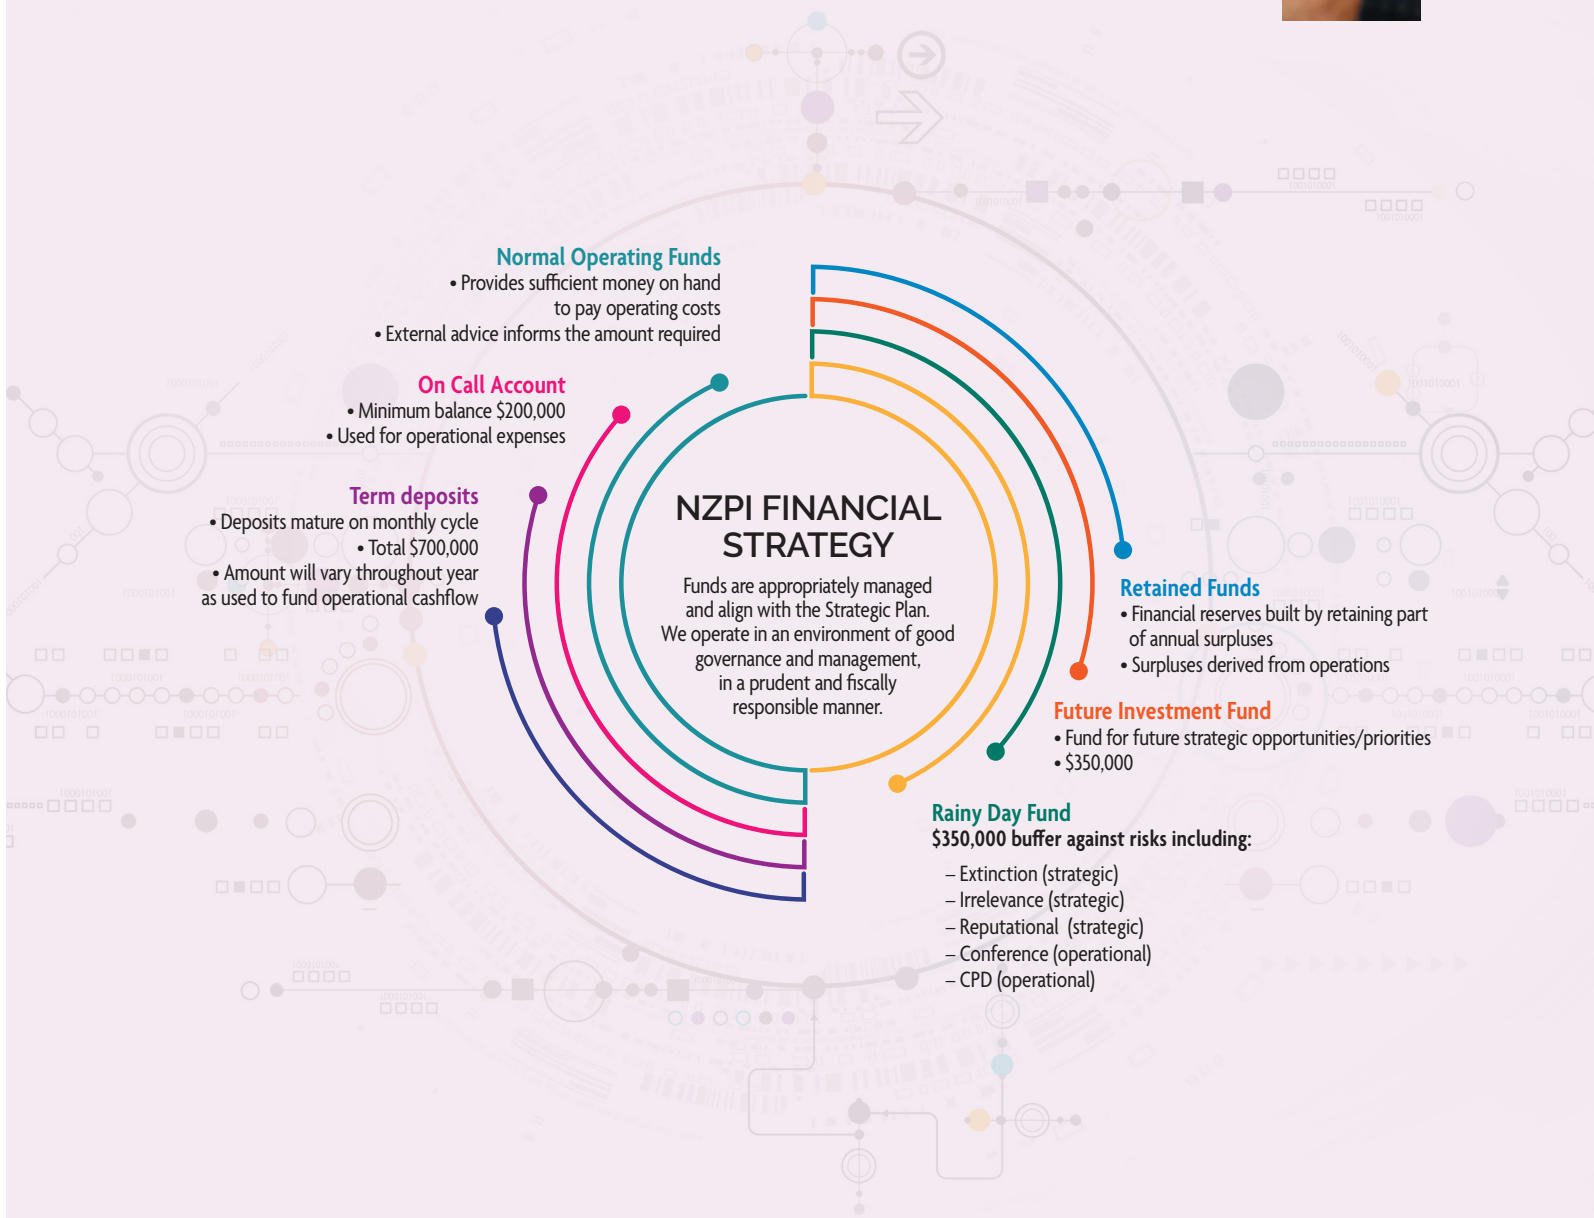 Normal Operating Funds
• Provides sufficient money on hand
to pay operating costs
• External advice informs the amount required
On Call Account
• Minimum balance $200,000
• Used for operational expenses
Term deposits
• Deposits mature on monthly cycle
• Total $700,000
• Amount will vary throughout year
as used to fund operational cashflow
NZPI FINANCIAL
STRATEGY
Funds are appropriately managed
and align with the Strategic Plan.
We operate in an environment of good
governance and management,
in a prudent and fiscally
responsible manner.
Retained Funds
• Financial reserves built by retaining part
of annual surpluses
• Surpluses derived from operations
Future Investment Fund
• Fund for future strategic opportunities/priorities
• $350,000
Rainy Day Fund
$350,000 buffer against risks including:
– Extinction (strategic)
– Irrelevance (strategic)
– Reputational (strategic)
– Conference (operational)
– CPD (operational)